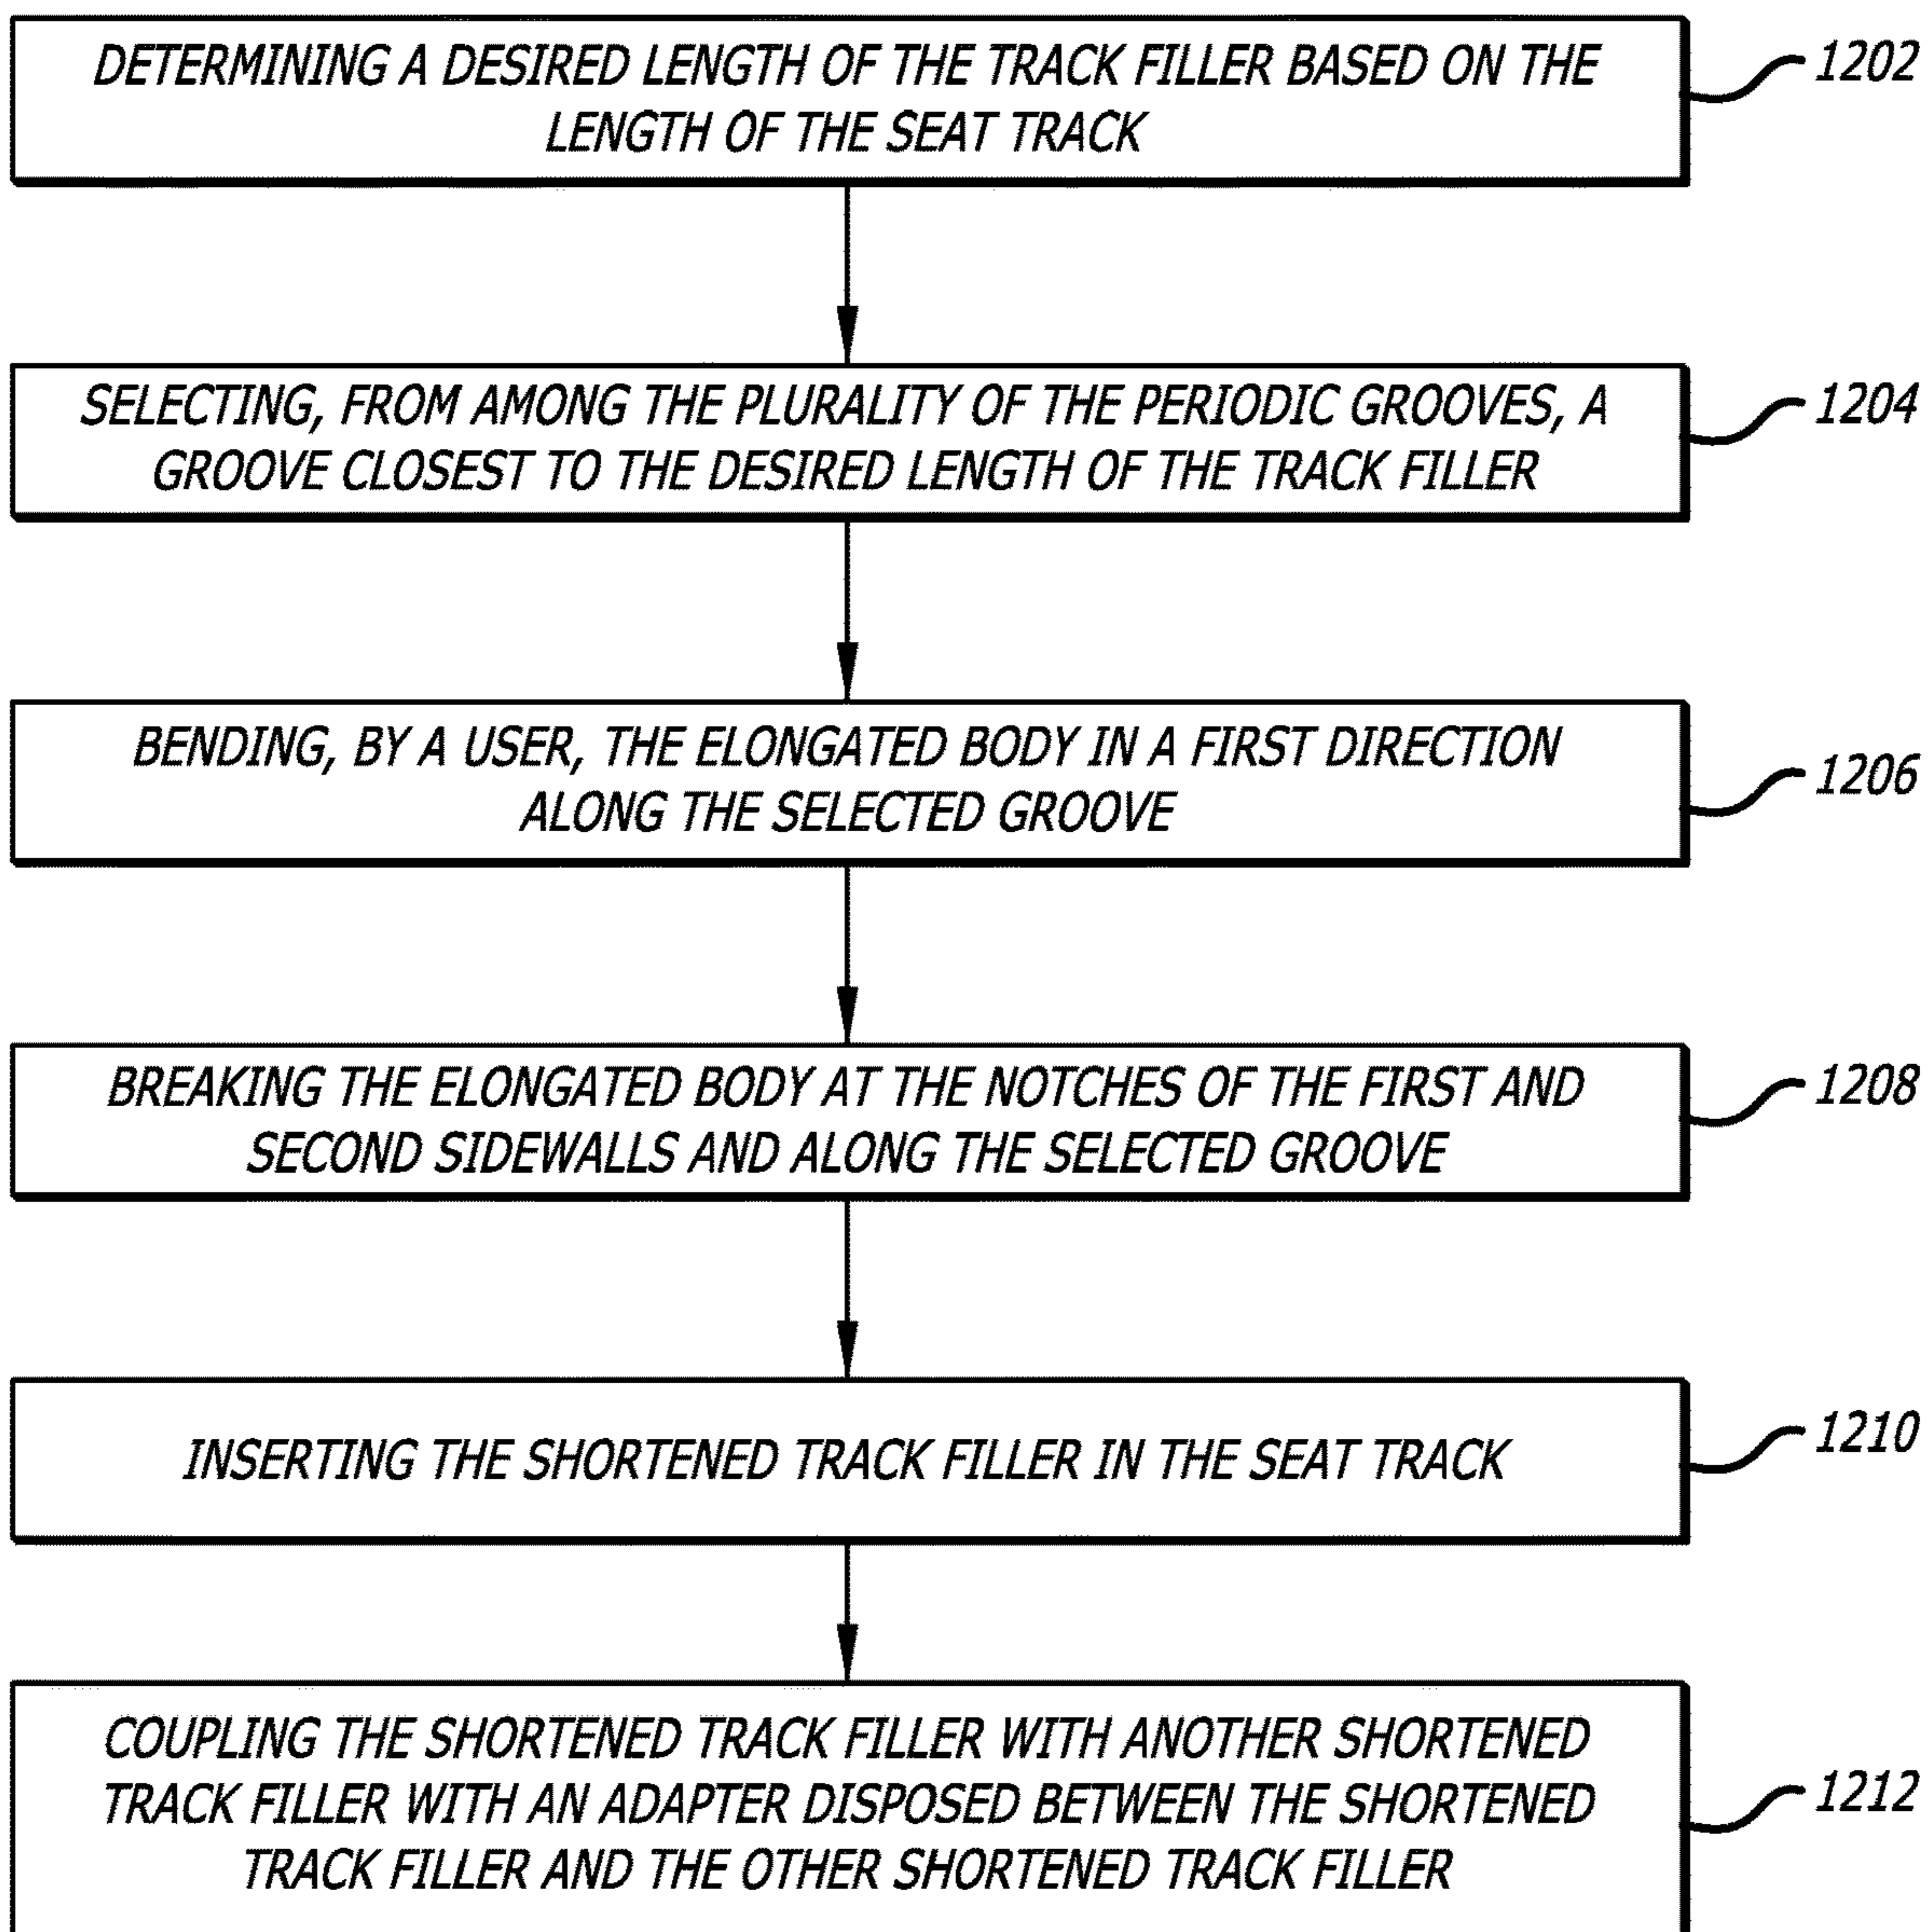 DETERMINING A DESIRED LENGTH OF THE TRACK FILLER BASED ON THE
LENGTH OF THE SEAT TRACK
1202
SELECTING, FROM AMONG THE PLURALITY OF THE PERIODIC GROOVES, A
GROOVE CLOSEST TO THE DESIRED LENGTH OF THE TRACK FILLER
1204
BENDING, BY A USER, THE ELONGATED BODY IN A FIRST DIRECTION
ALONG THE SELECTED GROOVE
1206
BREAKING THE ELONGATED BODY AT THE NOTCHES OF THE FIRST AND
SECOND SIDEWALLS AND ALONG THE SELECTED GROOVE
1208
INSERTING THE SHORTENED TRACK FILLER IN THE SEAT TRACK
1210
COUPLING THE SHORTENED TRACK FILLER WITH ANOTHER SHORTENED
TRACK FILLER WITH AN ADAPTER DISPOSED BETWEEN THE SHORTENED
TRACK FILLER AND THE OTHER SHORTENED TRACK FILLER
1212